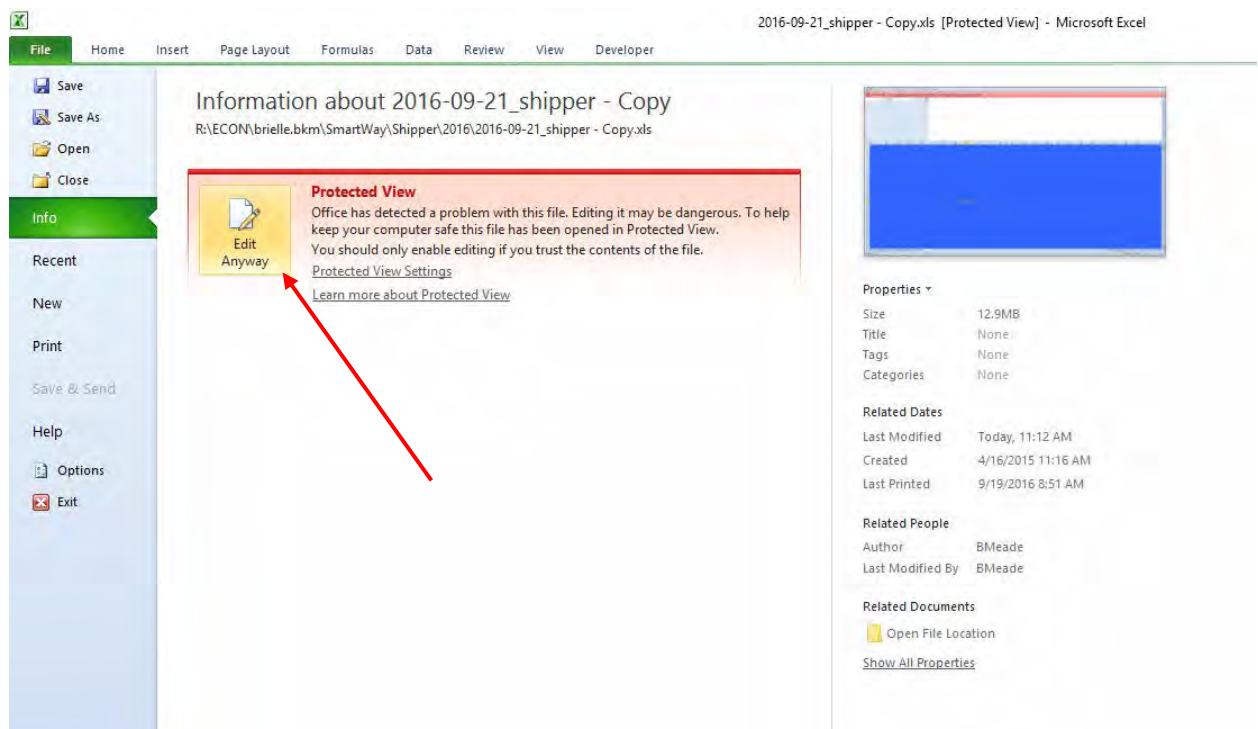 2016-09-21_shipper - Copy.xls [Protected View] - Microsoft Excel
File Home Insert Page Layout Formulas Data Review View Developer
Save
Save As
Open
Close
Info
Recent
New
Print
Save & Send
Help
Options
Exit
Information about 2016-09-21_shipper - Copy
R:\ECON\brielle.bkm\SmartWay\Shipper\2016\2016-09-21_shipper - Copy.xls
Edit
Anyway
Protected View
Office has detected a problem with this file. Editing it may be dangerous. To help
keep your computer safe this file has been opened in Protected View.
You should only enable editing if you trust the contents of the file.
Protected View Settings
Learn more about Protected View
Properties
Size 12.9MB
Title None
Tags None
Categories None
Related Dates
Last Modified Today, 11:12 AM
Created 4/16/2015 11:16 AM
Last Printed 9/19/2016 8:51 AM
Related People
Author BMeade
Last Modified By BMeade
Related Documents
Open File Location
Show All Properties